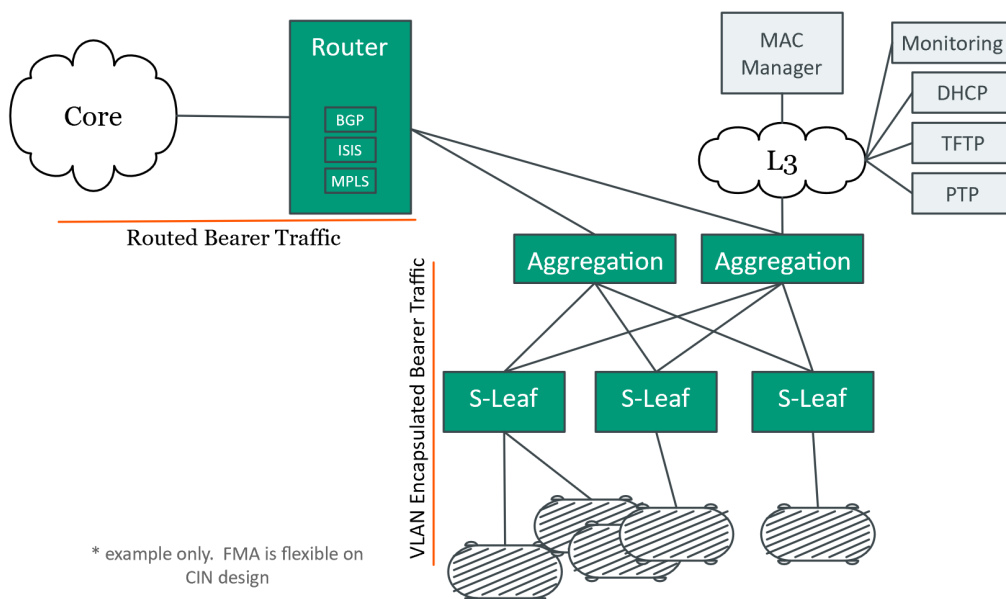 Router
MAC
Manager
Monitoring
DHCP
TFTP
PTP
Core
BGP
ISIS
MPLS
L3
Routed Bearer Traffic
Aggregation
Aggregation
VLAN Encapsulated Bearer Traffic
S-Leaf
S-Leaf
S-Leaf
* example only. FMA is flexible on
CIN design